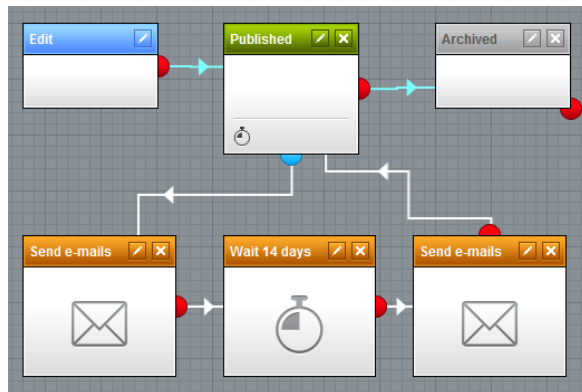 Edit
Published
Archived
Send e-mails
Wait 14 days
Send e-mails